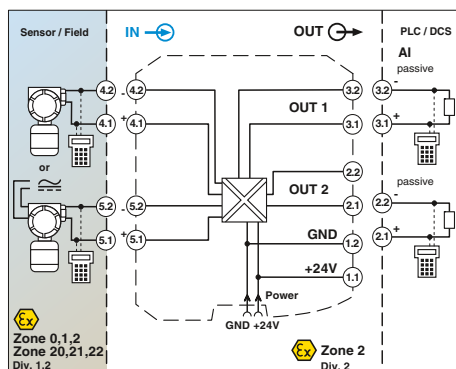 Sensor / Field
IN
OUT
PLC / DCS
AI
passive
4.2
4.2
-
3.2
3.2
-
OUT 1
4.1
4.1
+
3.1
3.1
+
or
2.2
passive
OUT 2
5.2
5.2
-
2.1
2.2
-
GND
5.1
5.1
+
1.2
2.1
+
+24V
1.1
Power
GND +24V
Ex
Zone 0,1,2
Zone 20,21,22
Div. 1,2
Ex
Zone 2
Div. 2